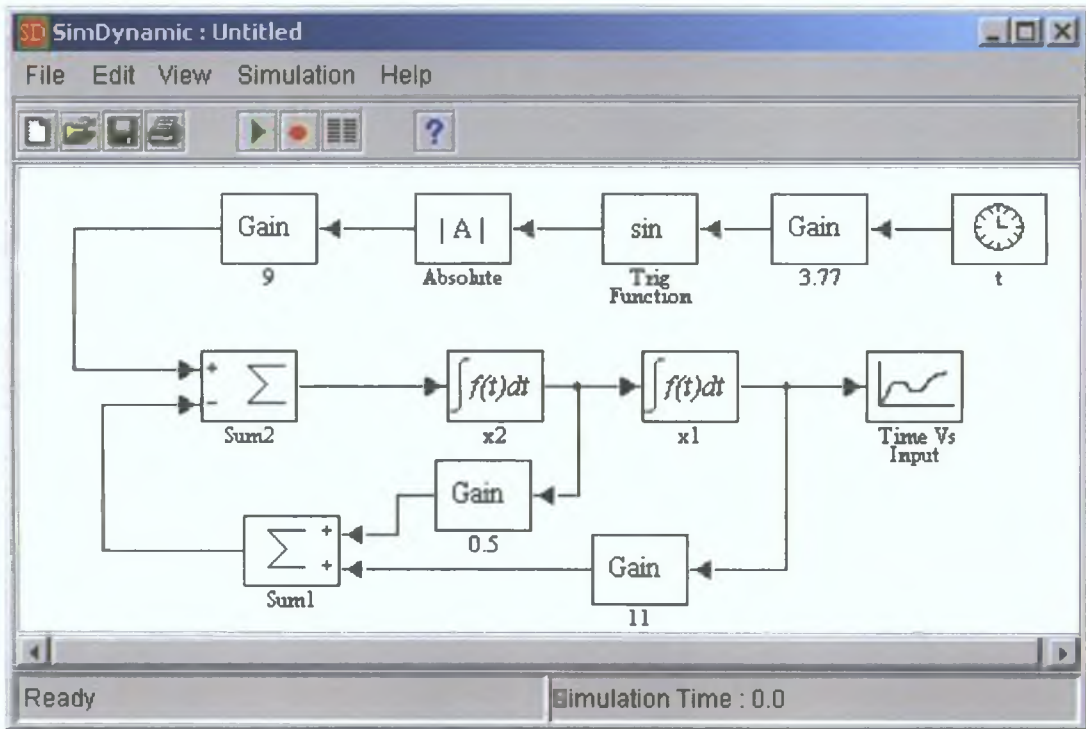 SD SimDynamic : Untitled
File Edit View Simulation Help
?
Gain
9
| A |
Absolute
sin
Trig
Function
Gain
3.77
t
+
-
Σ
Sum2
∫f(t)dt
x2
∫f(t)dt
x1
Time Vs
Input
Gain
0.5
Σ
+
+
Sum1
Gain
11
Ready
Simulation Time : 0.0